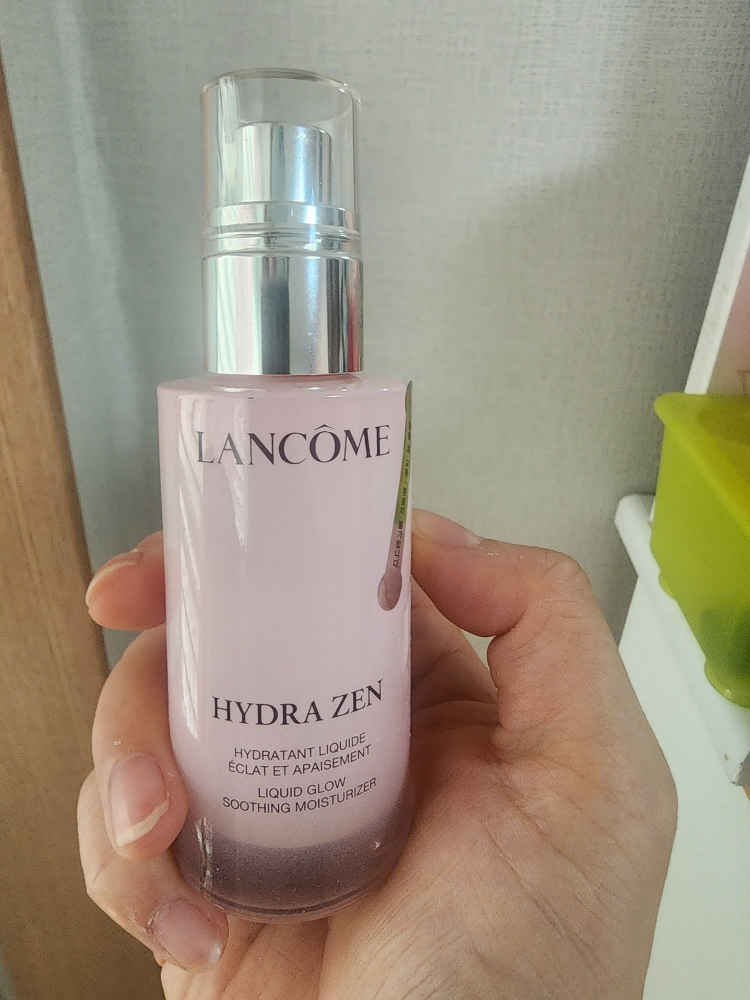 LANCÔME
HYDRA ZEN
HYDRATANT LIQUIDE
ÉCLAT ET APAISEMENT
LIQUID GLOW
SOOTHING MOISTURIZER